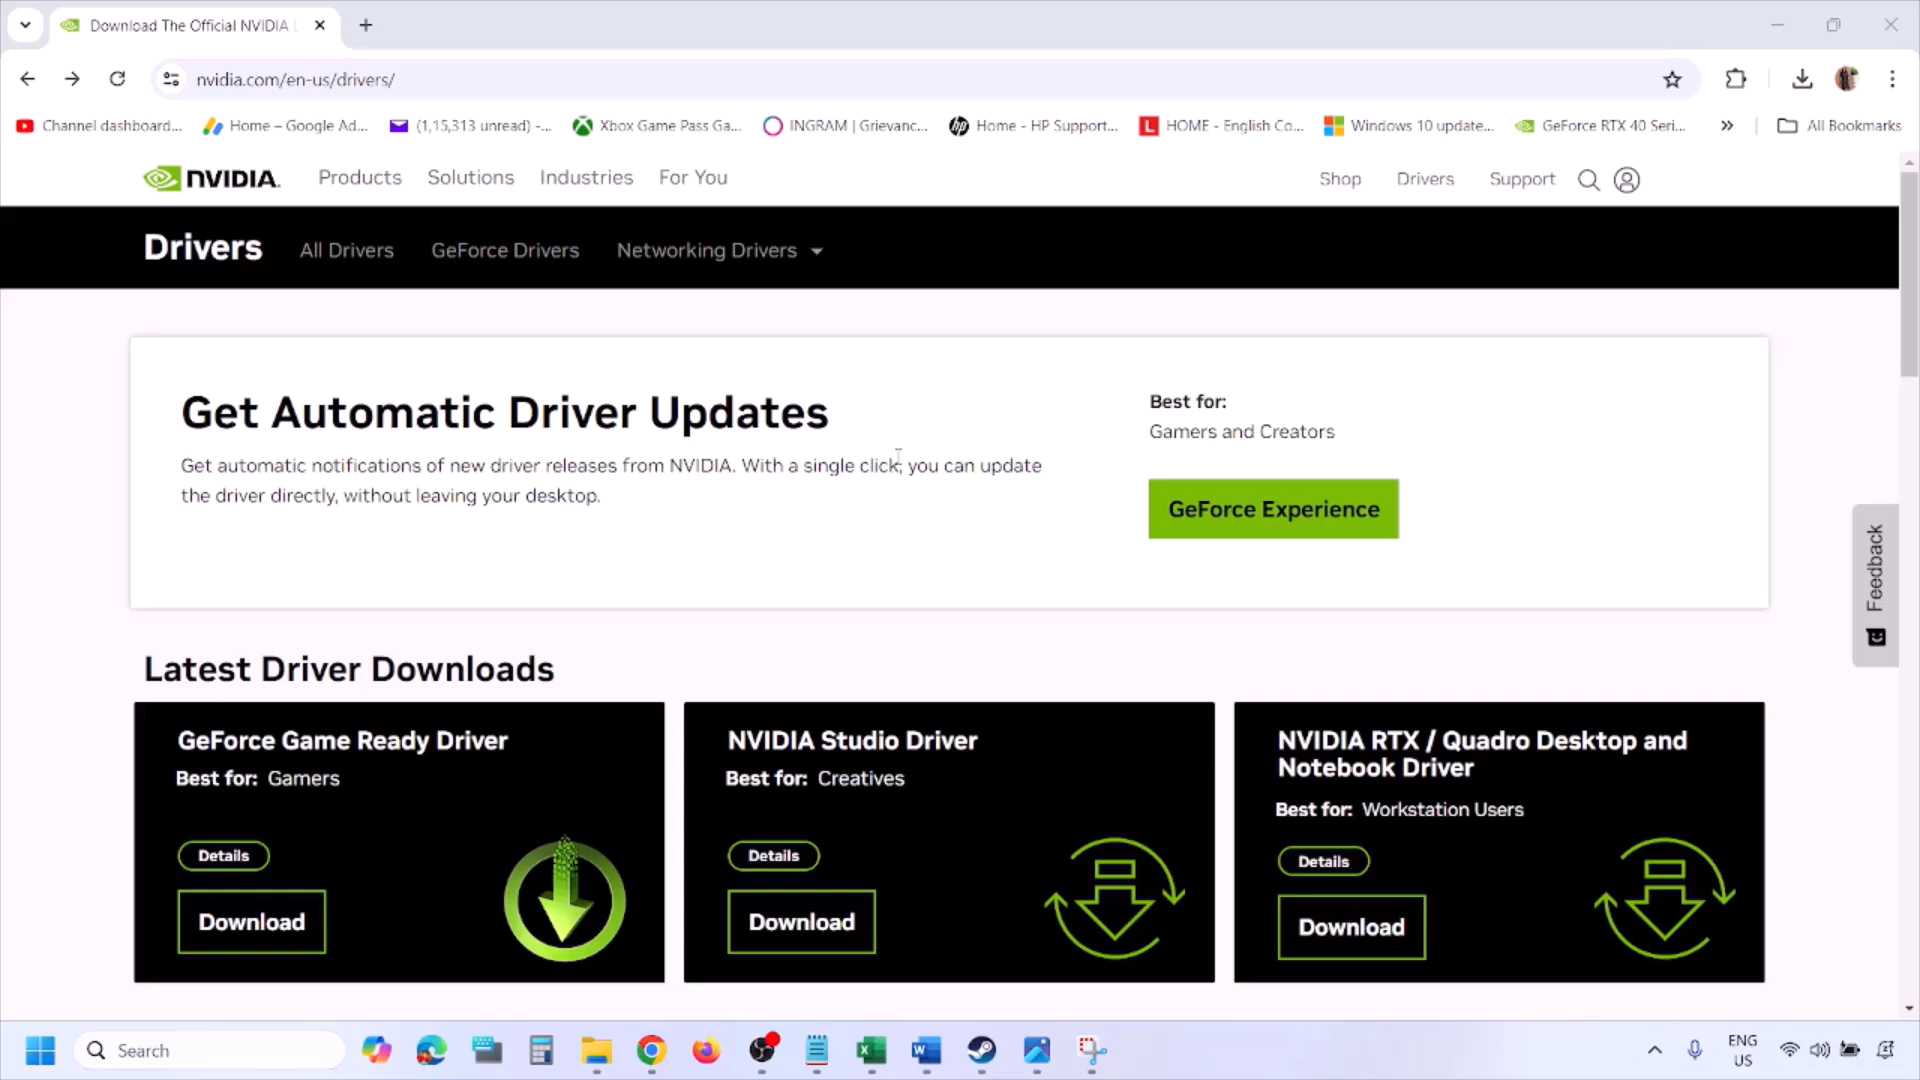 Download The Official NVIDIA
nvidia.com/en-us/drivers/
Channel dashboard...
Home – Google Ad...
(1,15,313 unread) -...
Xbox Game Pass Ga...
INGRAM | Grievanc...
hp
Home - HP Support...
L
HOME - English Co...
Windows 10 update...
GeForce RTX 40 Seri...
All Bookmarks
NVIDIA.
Products
Solutions
Industries
For You
Shop
Drivers
Support
Drivers
All Drivers
GeForce Drivers
Networking Drivers
Get Automatic Driver Updates
Get automatic notifications of new driver releases from NVIDIA. With a single click, you can update
the driver directly, without leaving your desktop.
Best for:
Gamers and Creators
GeForce Experience
Feedback
Latest Driver Downloads
GeForce Game Ready Driver
Best for: Gamers
Details
Download
NVIDIA Studio Driver
Best for: Creatives
Details
Download
NVIDIA RTX / Quadro Desktop and
Notebook Driver
Best for: Workstation Users
Details
Download
Search
ENG
US